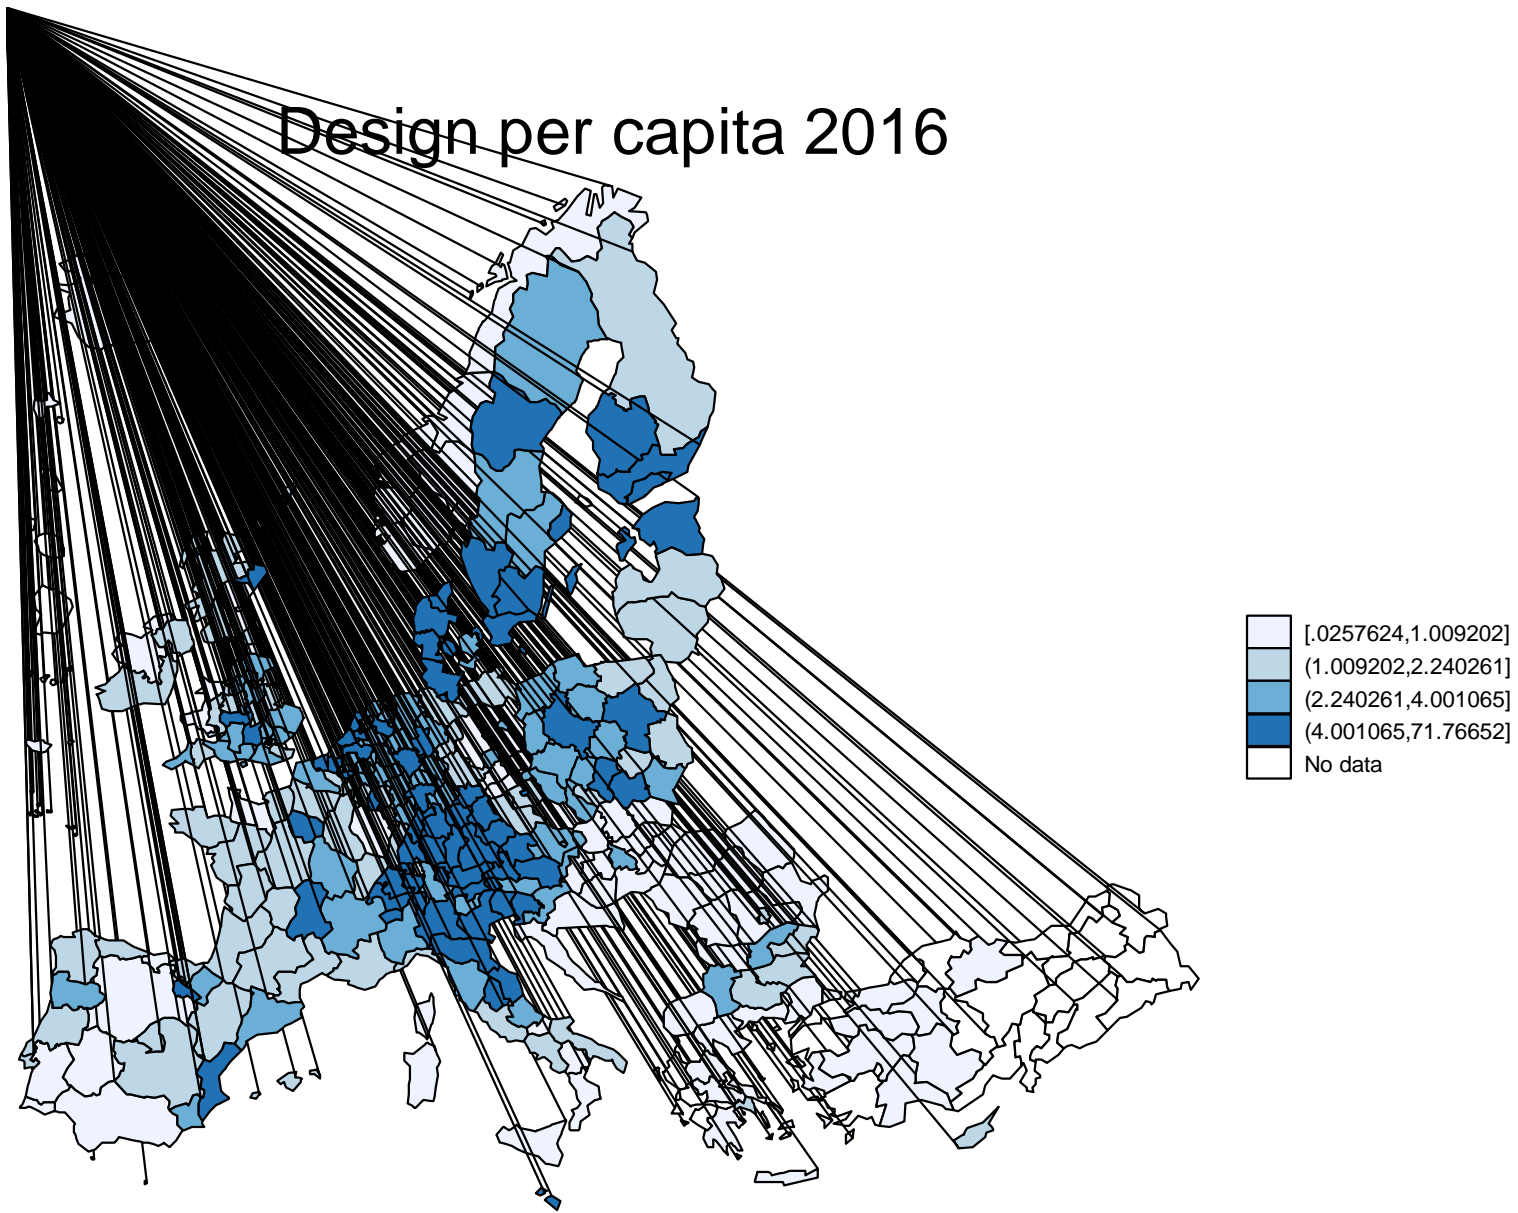 Design per capita 2016
[.0257624,1.009202]
(1.009202,2.240261]
(2.240261,4.001065]
(4.001065,71.76652]
No data